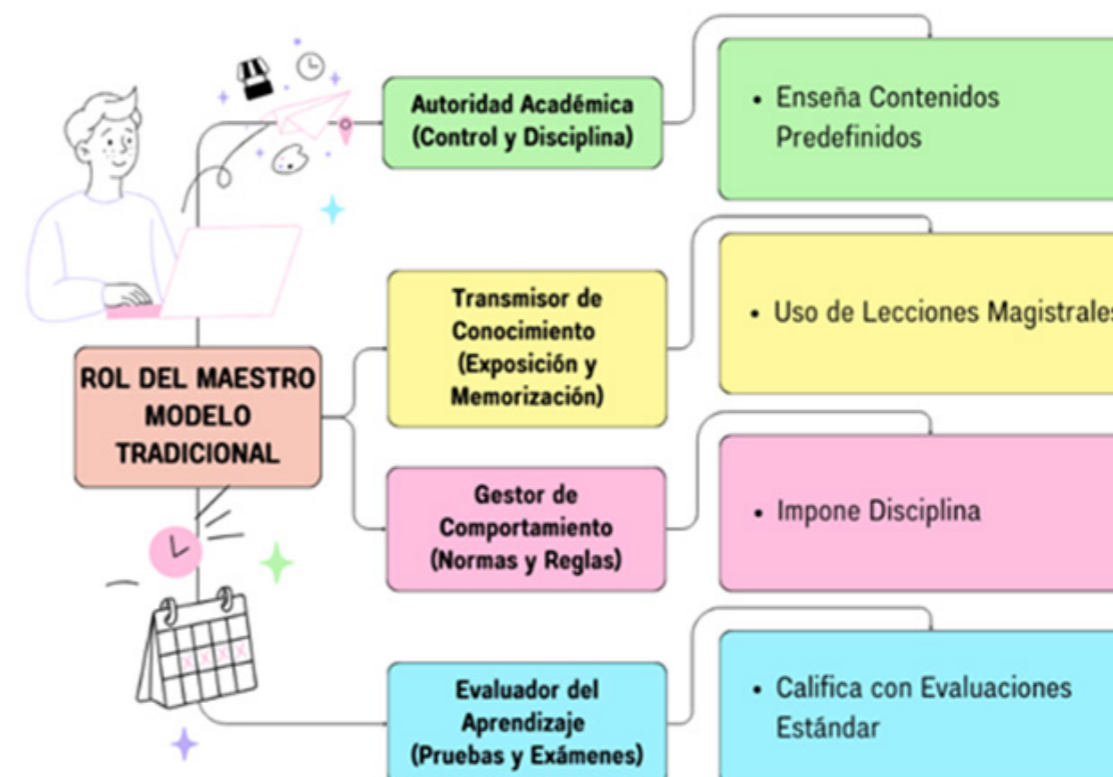 Autoridad Académica
(Control y Disciplina)
• Enseña Contenidos
Predefinidos
ROL DEL MAESTRO
MODELO
TRADICIONAL
Transmisor de
Conocimiento
(Exposición y
Memorización)
• Uso de Lecciones Magistrales
Gestor de
Comportamiento
(Normas y Reglas)
• Impone Disciplina
Evaluador del
Aprendizaje
(Pruebas y Exámenes)
• Califica con Evaluaciones
Estándar